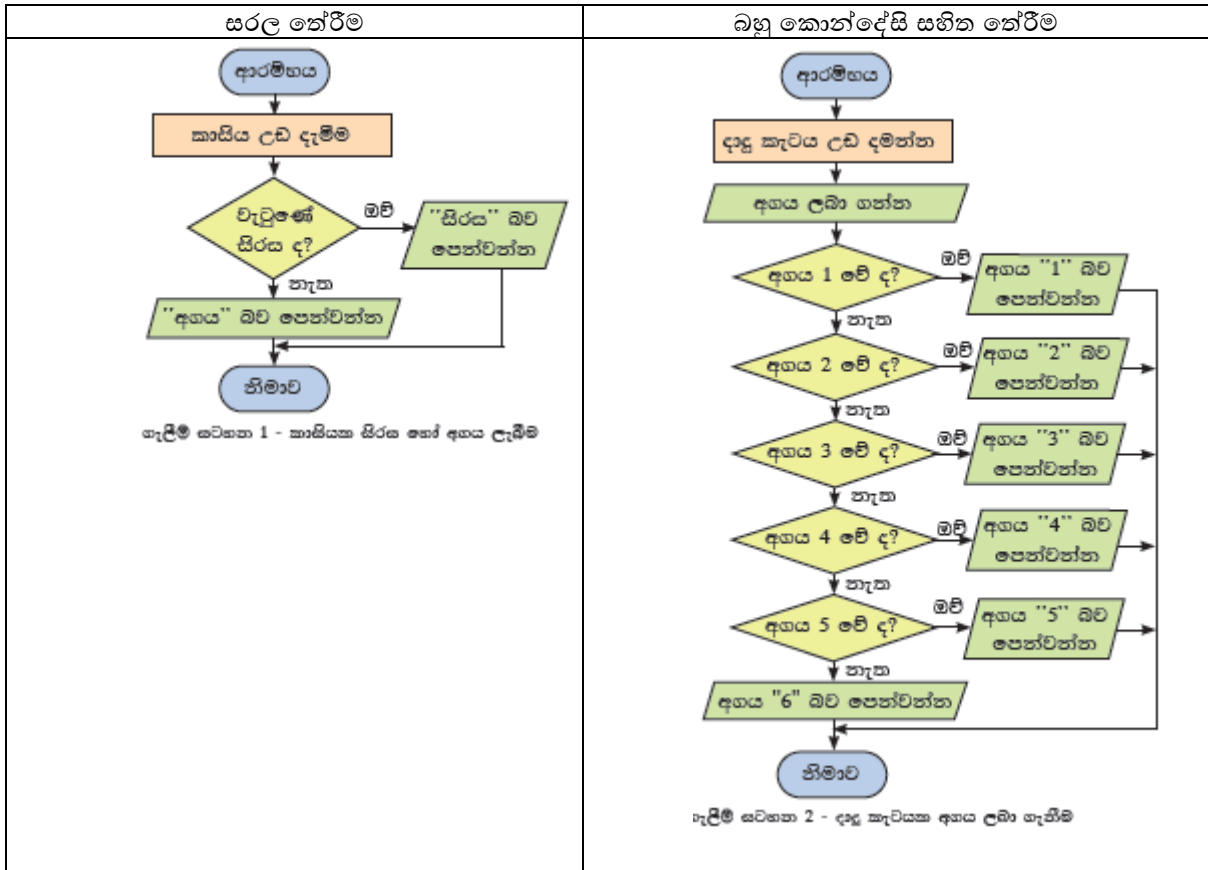 සරල තේරීම
ආරම්භය
කාසිය උඩ දැමීම
වැටුණේ
සිරස ද?
ඔව්
"සිරස" බව
පෙන්වන්න
නැත
"අගය" බව පෙන්වන්න
නිමාව
ගැලීම් සටහන 1 - කාසියක සිරස හෝ අගය ලැබීම
බහු කොන්දේසි සහිත තේරීම
ආරම්භය
දාදු කැටය උඩ දමන්න
අගය ලබා ගන්න
අගය 1 වේ ද?
ඔව්
අගය "1" බව
පෙන්වන්න
නැත
අගය 2 වේ ද?
ඔව්
අගය "2" බව
පෙන්වන්න
නැත
අගය 3 වේ ද?
ඔව්
අගය "3" බව
පෙන්වන්න
නැත
අගය 4 වේ ද?
ඔව්
අගය "4" බව
පෙන්වන්න
නැත
අගය 5 වේ ද?
ඔව්
අගය "5" බව
පෙන්වන්න
නැත
අගය "6" බව පෙන්වන්න
නිමාව
ගැලීම් සටහන 2 - දාදු කැටයක අගය ලබා ගැනීම